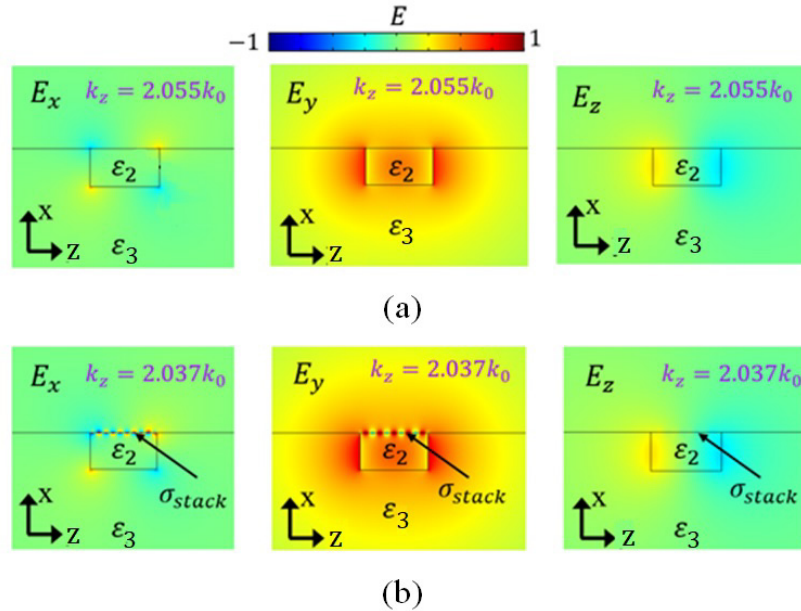 E
−1 1
E_x k_z = 2.055k_0
ε_2
X
Z
ε_3
E_y k_z = 2.055k_0
ε_2
X
Z
ε_3
E_z k_z = 2.055k_0
ε_2
X
Z
ε_3
(a)
E_x k_z = 2.037k_0
ε_2
σ_stack
X
Z
ε_3
E_y k_z = 2.037k_0
ε_2
σ_stack
X
Z
ε_3
E_z k_z = 2.037k_0
ε_2
σ_stack
X
Z
ε_3
(b)